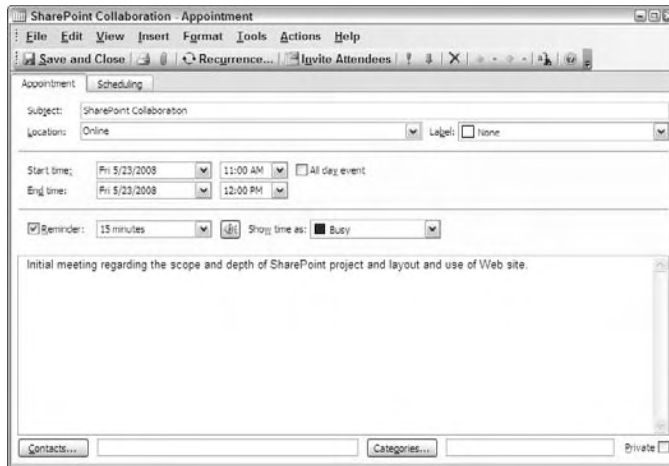 SharePoint Collaboration - Appointment
File Edit View Insert Format Tools Actions Help
Save and Close Recurrence... Invite Attendees
Appointment Scheduling
Subject: SharePoint Collaboration
Location: Online Label: None
Start time: Fri 5/23/2008 11:00 AM All day event
End time: Fri 5/23/2008 12:00 PM
Reminder: 15 minutes Show time as: Busy
Initial meeting regarding the scope and depth of SharePoint project and layout and use of Web site.
Contacts... Categories... Private